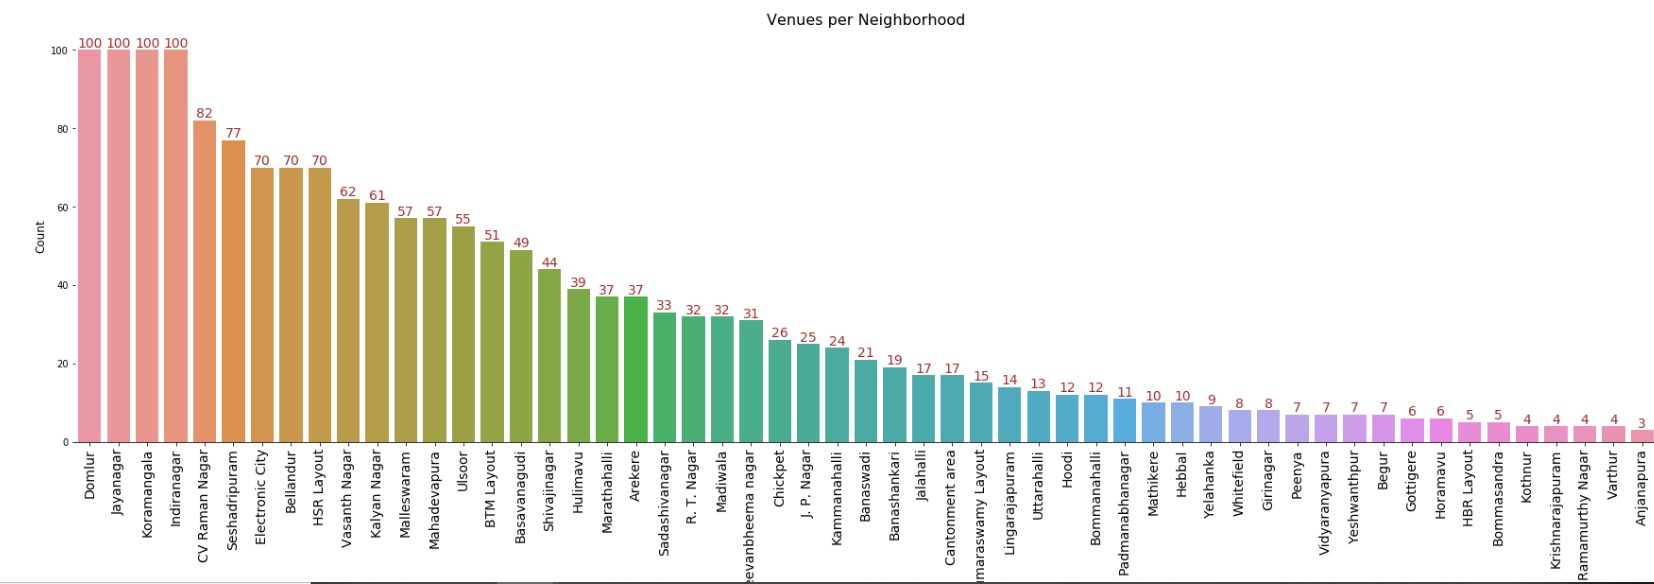 Venues per Neighborhood
Count
100
80
60
40
20
0
100 100 100 100 82 77 70 70 70 62 61 57 57 55 51 49 44 39 37 37 33 32 32 31 26 25 24 21 19 17 17 15 14 13 12 12 11 10 10 9 8 8 7 7 7 7 6 6 5 5 4 4 4 4 3
Domlur
Jayanagar
Koramangala
Indiranagar
CV Raman Nagar
Seshadripuram
Electronic City
Bellandur
HSR Layout
Vasanth Nagar
Kalyan Nagar
Malleswaram
Mahadevapura
Ulsoor
BTM Layout
Basavanagudi
Shivajinagar
Hulimavu
Marathahalli
Arekere
Sadashivanagar
R. T. Nagar
Madiwala
eevanbheema nagar
Chickpet
J. P. Nagar
Kammanahalli
Banaswadi
Banashankari
Jalahalli
Cantonment area
maraswamy Layout
Lingarajapuram
Uttarahalli
Hoodi
Bommanahalli
Padmanabhanagar
Mathikere
Hebbal
Yelahanka
Whitefield
Girinagar
Peenya
Vidyaranyapura
Yeshwanthpur
Begur
Gottigere
Horamavu
HBR Layout
Bommasandra
Kothnur
Krishnarajapuram
Ramamurthy Nagar
Varthur
Anjanapura